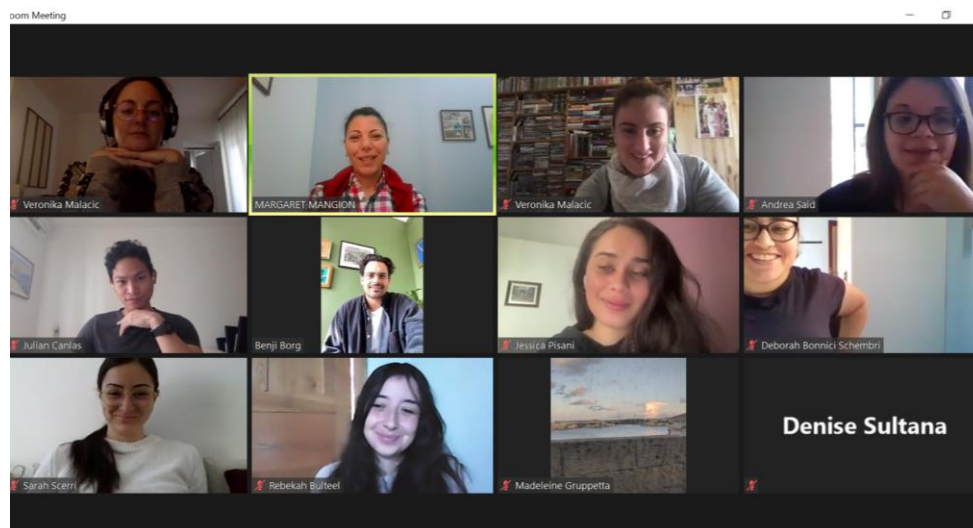 oom Meeting
Veronika Malacic
MARGARET MANGION
Veronika Malacic
Andrea Said
Julian Canlas
Benji Borg
Jessica Pisani
Deborah Bonnici Schembri
Denise Sultana
Sarah Scerri
Rebekah Bulteel
Madeleine Gruppetta